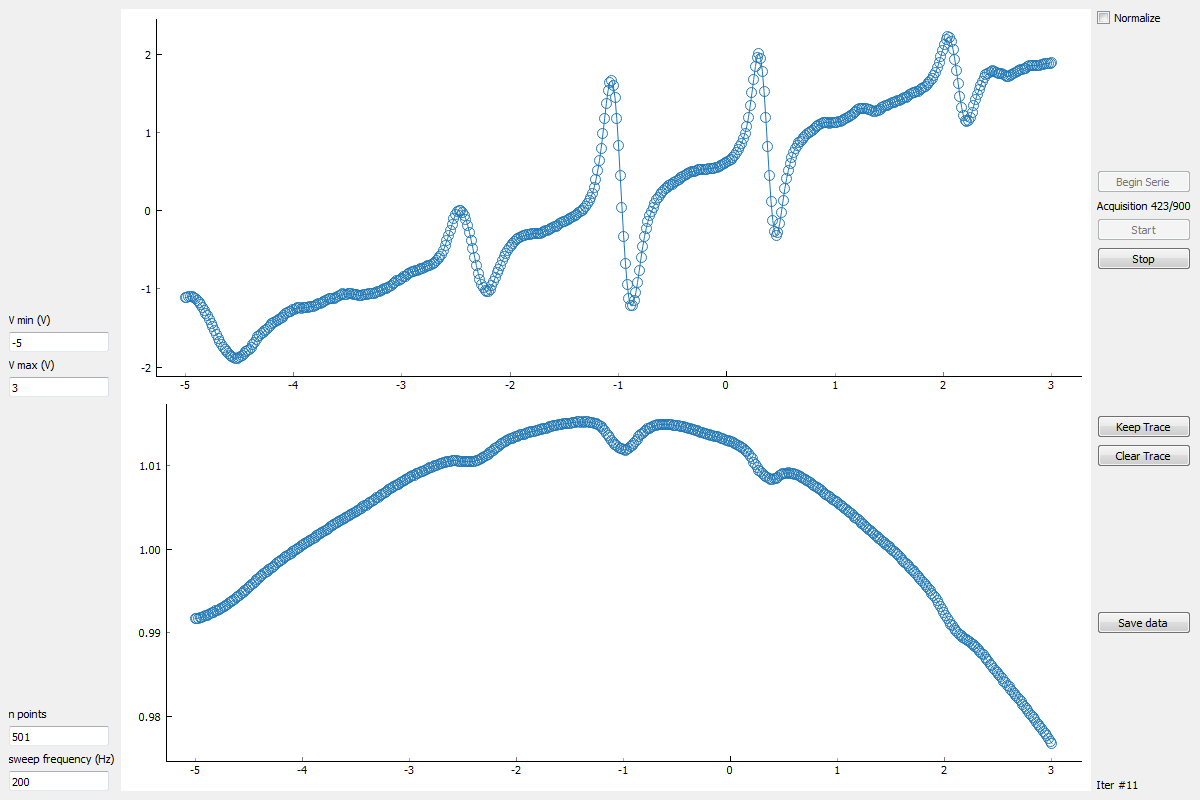 Normalize
2
1
0
-1
-2
-5
-4
-3
-2
-1
0
1
2
3
Begin Serie
Acquisition 423/900
Start
Stop
V min (V)
-5
V max (V)
3
1.01
1.00
0.99
0.98
-5
-4
-3
-2
-1
0
1
2
3
Keep Trace
Clear Trace
Save data
n points
501
sweep frequency (Hz)
200
Iter #11